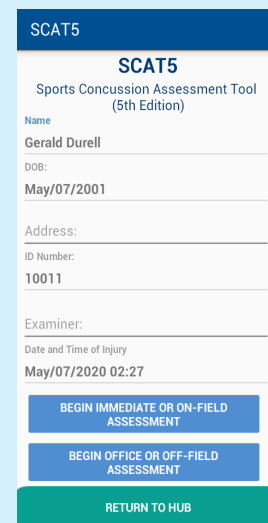 SCAT5
SCAT5
Sports Concussion Assessment Tool
(5th Edition)
Name
Gerald Durell
DOB:
May/07/2001
Address:
ID Number:
10011
Examiner:
Date and Time of Injury
May/07/2020 02:27
BEGIN IMMEDIATE OR ON-FIELD
ASSESSMENT
BEGIN OFFICE OR OFF-FIELD
ASSESSMENT
RETURN TO HUB